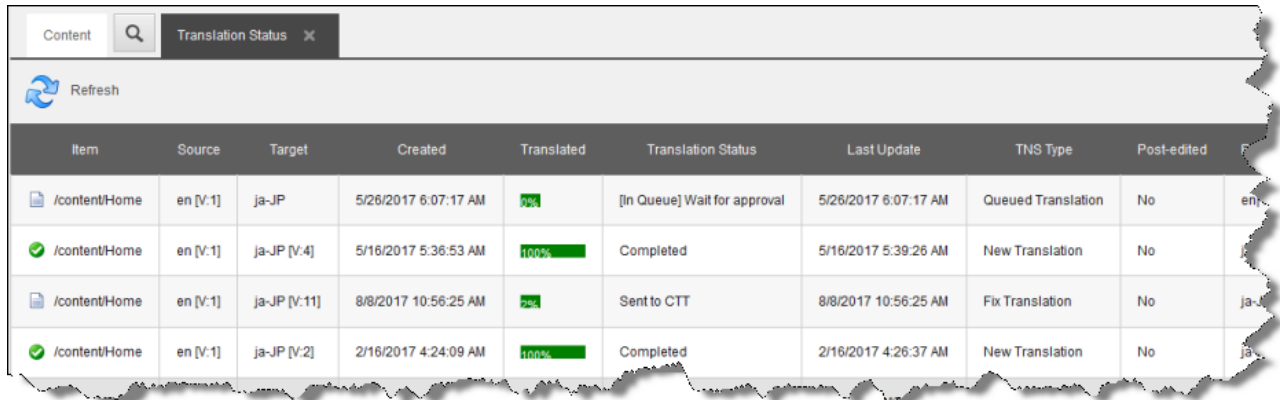 Content Translation Status
Refresh
Item Source Target Created Translated Translation Status Last Update TNS Type Post-edited
/content/Home en [V:1] ja-JP 5/26/2017 6:07:17 AM 0% [In Queue] Wait for approval 5/26/2017 6:07:17 AM Queued Translation No en
/content/Home en [V:1] ja-JP [V:4] 5/16/2017 5:36:53 AM 100% Completed 5/16/2017 5:39:26 AM New Translation No
/content/Home en [V:1] ja-JP [V:11] 8/8/2017 10:56:25 AM 2% Sent to CTT 8/8/2017 10:56:25 AM Fix Translation No ja-
/content/Home en [V:1] ja-JP [V:2] 2/16/2017 4:24:09 AM 100% Completed 2/16/2017 4:26:37 AM New Translation No